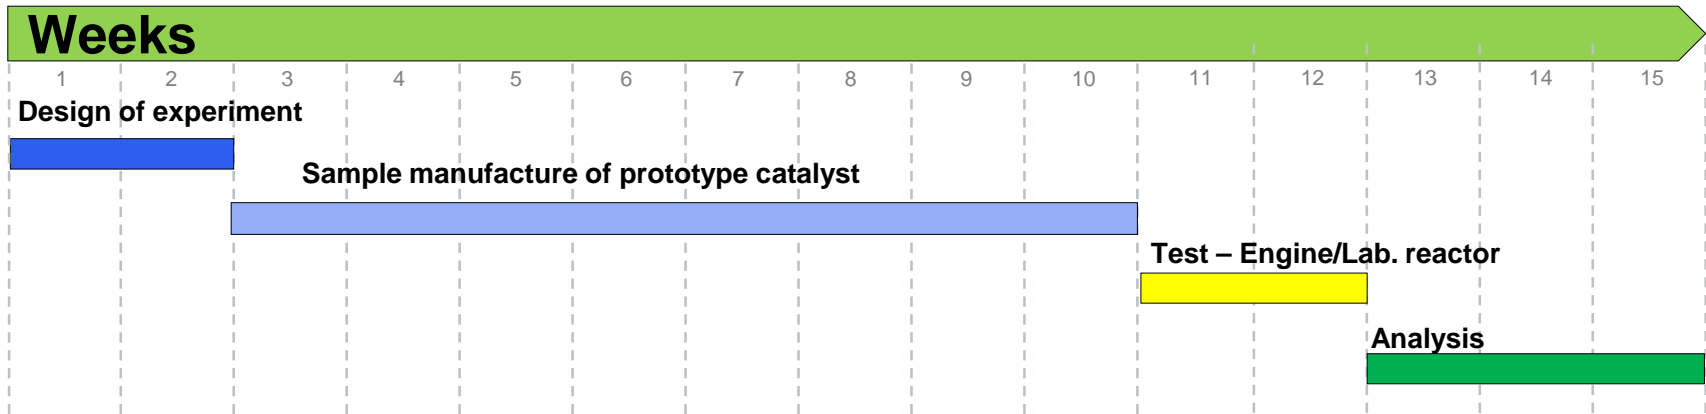 Weeks
1 2 3 4 5 6 7 8 9 10 11 12 13 14 15
Design of experiment
Sample manufacture of prototype catalyst
Test – Engine/Lab. reactor
Analysis